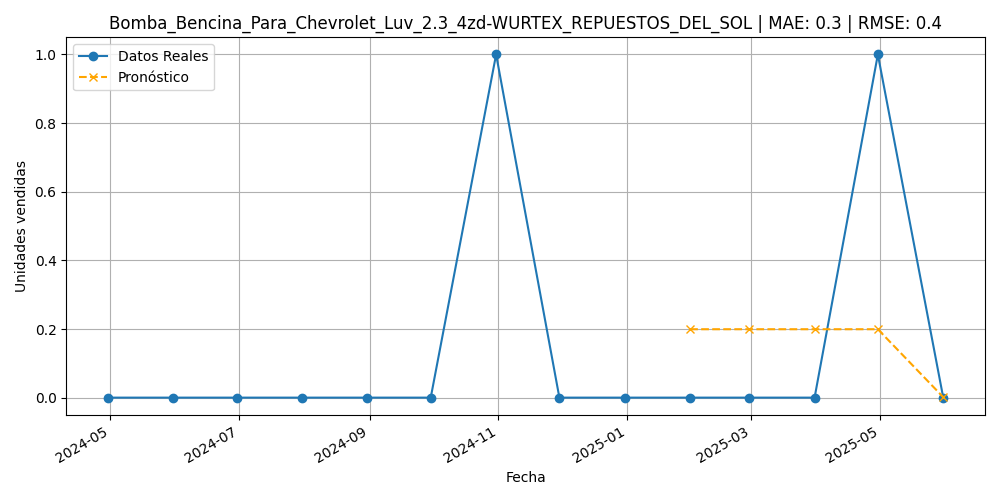 Bomba_Bencina_Para_Chevrolet_Luv_2.3_4zd-WURTEX_REPUESTOS_DEL_SOL | MAE: 0.3 | RMSE: 0.4
Datos Reales
Pronóstico
Unidades vendidas
1.0
0.8
0.6
0.4
0.2
0.0
2024-05
2024-07
2024-09
2024-11
2025-01
2025-03
2025-05
Fecha